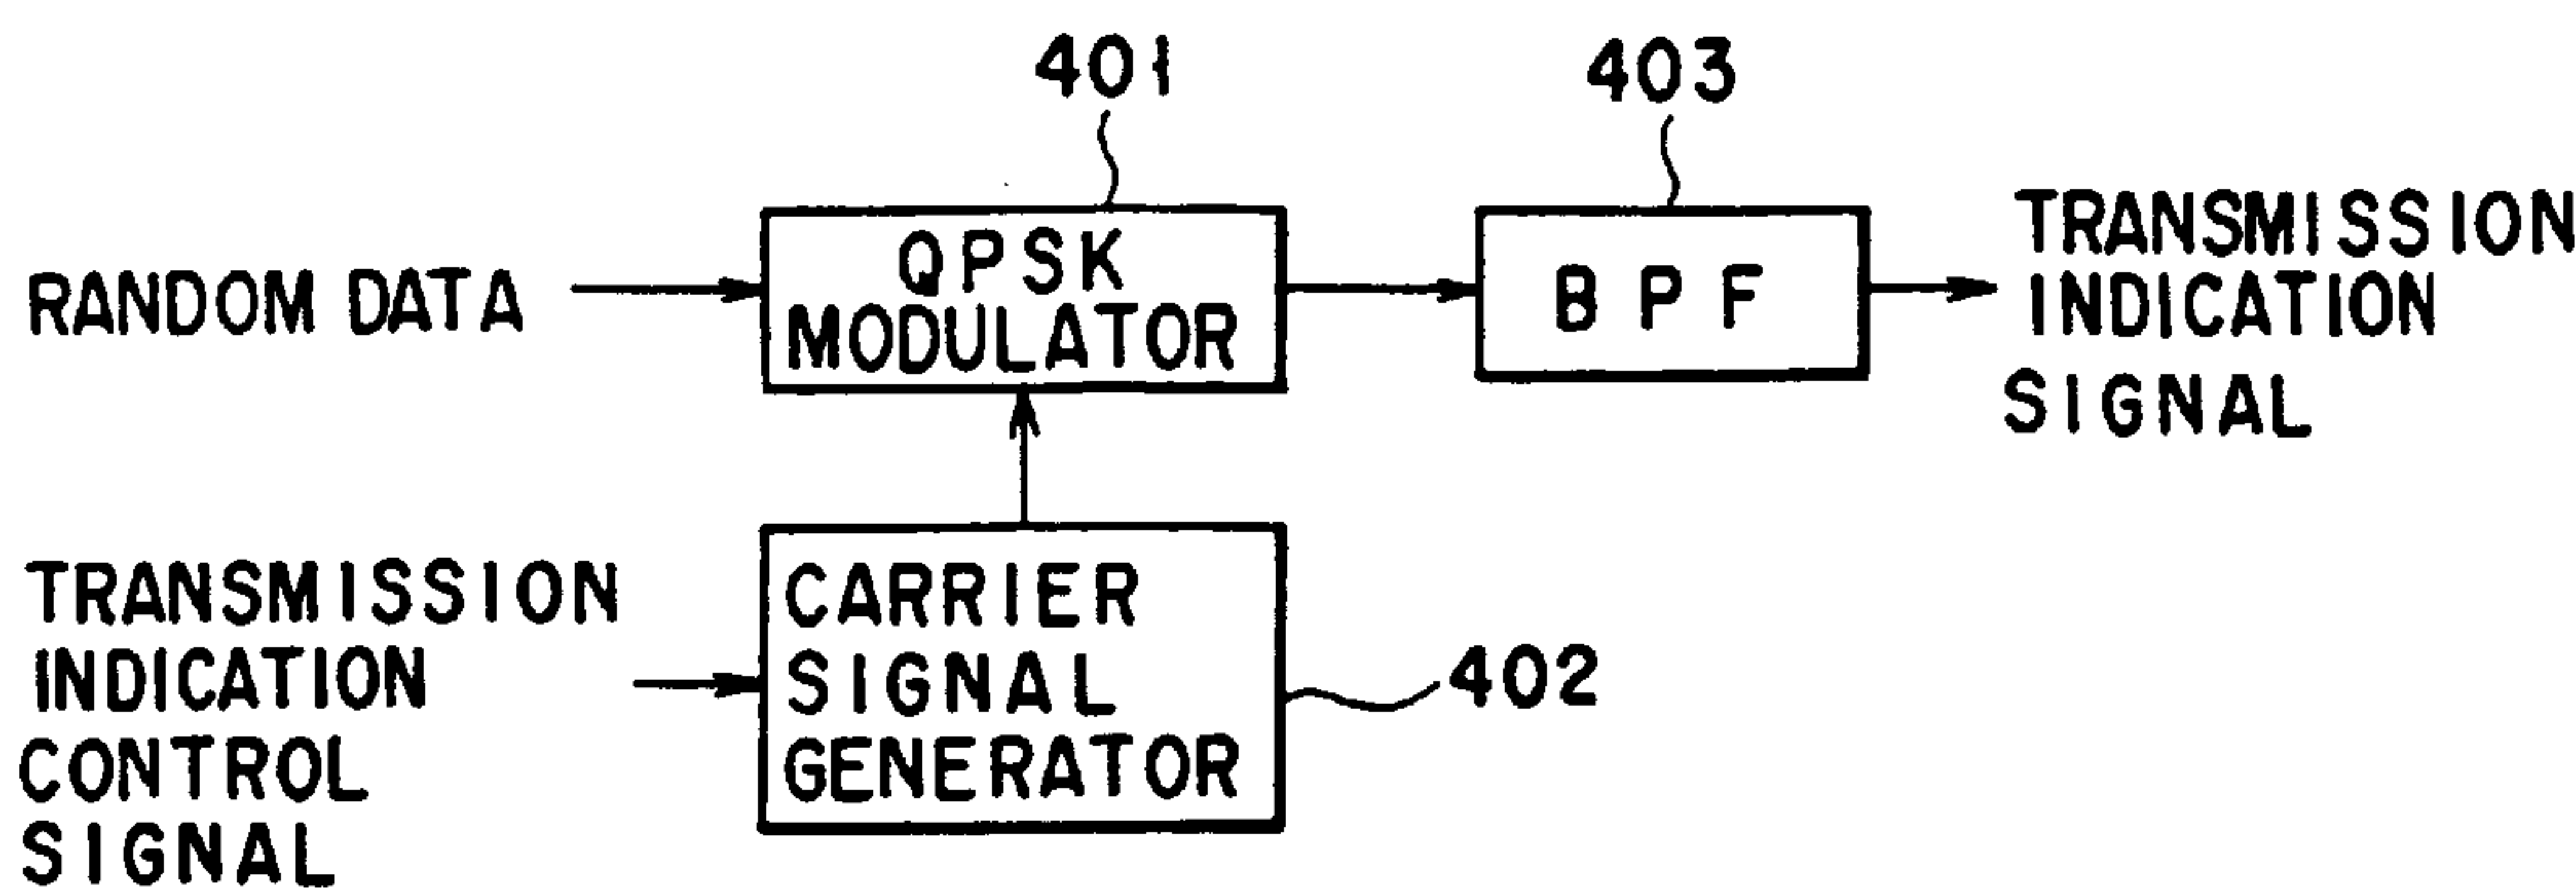 401
403
RANDOM DATA
QPSK
MODULATOR
BPF
TRANSMISSION
INDICATION
SIGNAL
TRANSMISSION
INDICATION
CONTROL
SIGNAL
CARRIER
SIGNAL
GENERATOR
402